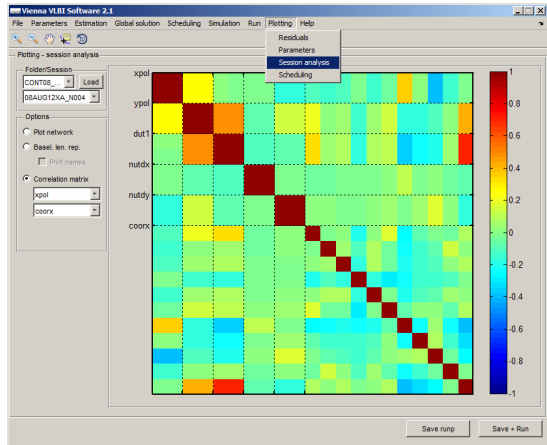 Vienna VLBI Software 2.1
File Parameters Estimation Global solution Scheduling Simulation Run Plotting Help
Residuals
Parameters
Session analysis
Scheduling
Plotting - session analysis
Folder/Session
CONT08_... Load
08AUG12XA_N004
Options
Plot network
Basel. len. rep.
Print names
Correlation matrix
xpol
coorx
xpol
ypol
dut1
nutdx
nutdy
coorx
1
0.8
0.6
0.4
0.2
0
-0.2
-0.4
-0.6
-0.8
-1
Save runp Save + Run